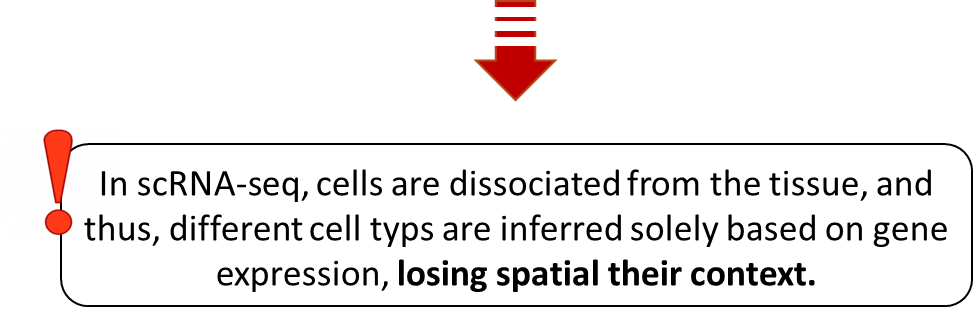 In scRNA-seq, cells are dissociated from the tissue, and
thus, different cell typs are inferred solely based on gene
expression, losing spatial their context.